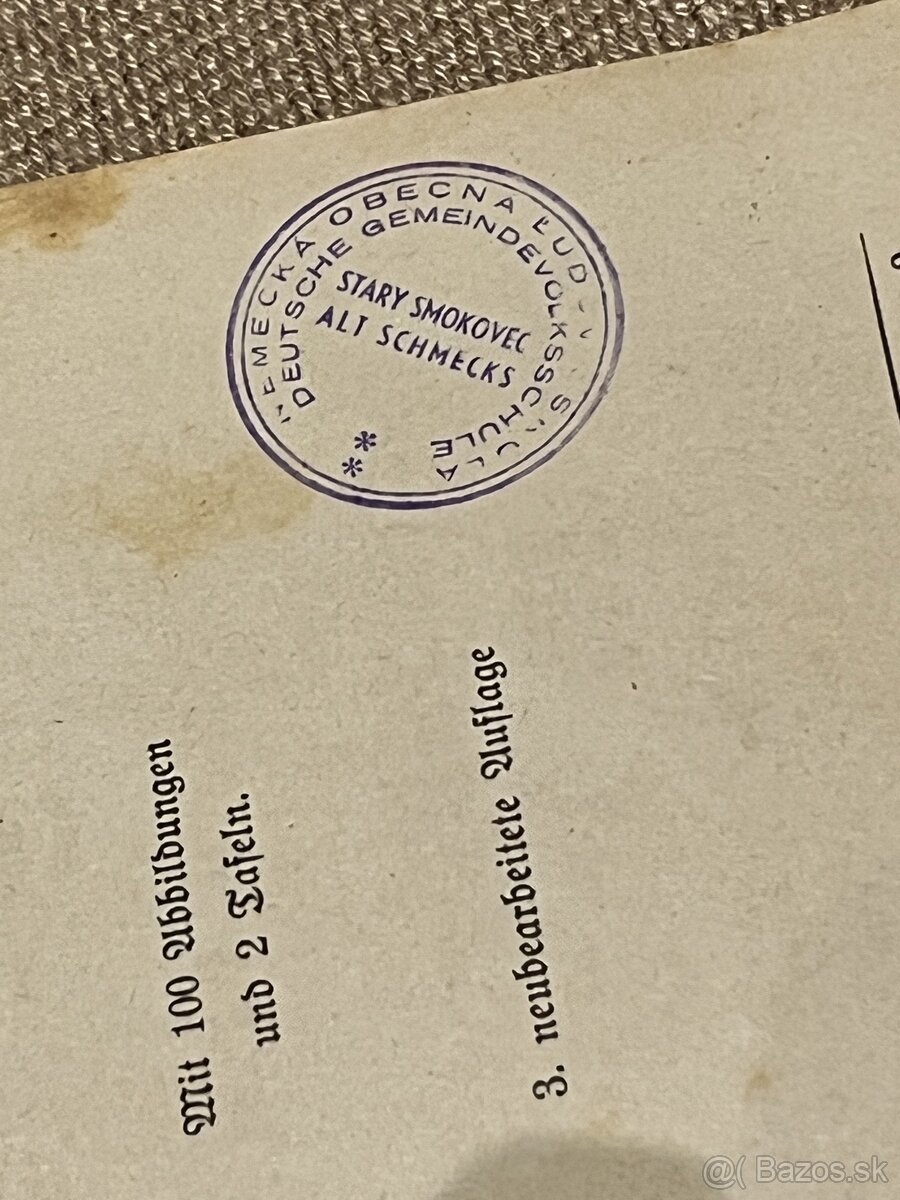 NEMECKÁ OBECNÁ ĽUD
DEUTSCHE GEMEINDEVOLKSSCHULE
STARY SMOKOVEC
ALT SCHMECKS
**
Mit 100 Abbildungen
und 2 Tafeln.
3. neubearbeitete Auflage
@( Bazos.sk